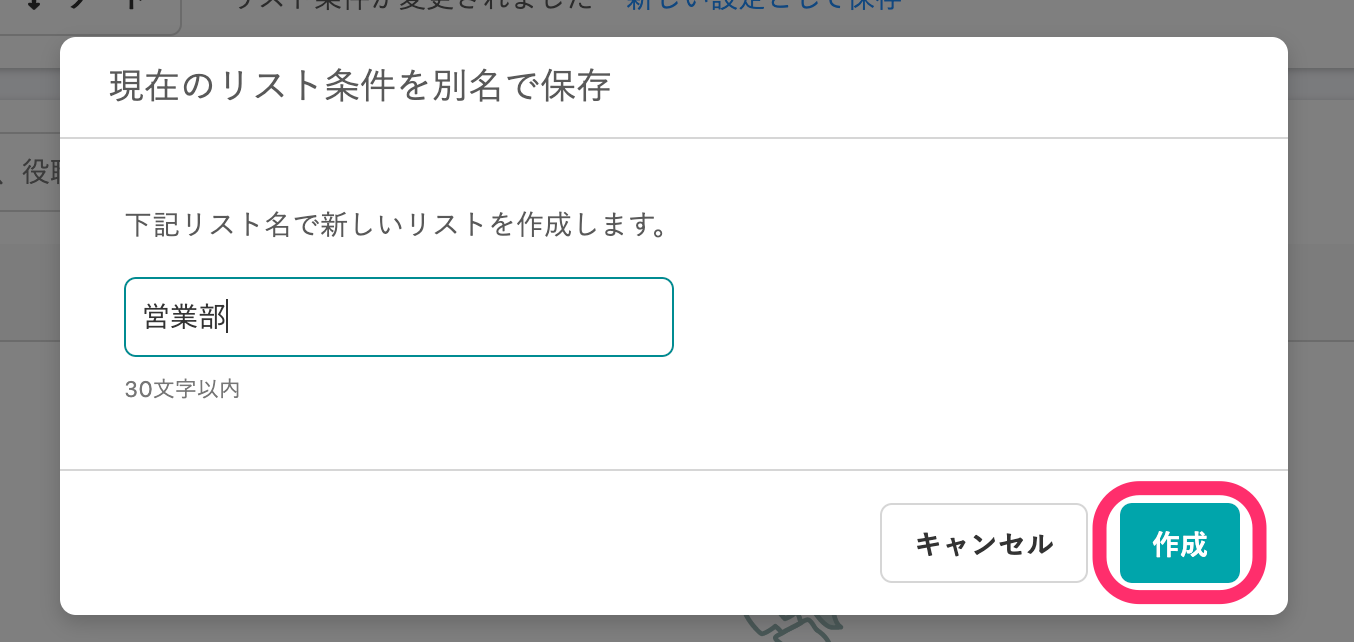 リスト条件が変更されました 新しい設定として保存
現在のリスト条件を別名で保存
下記リスト名で新しいリストを作成します。
営業部
30文字以内
キャンセル
作成